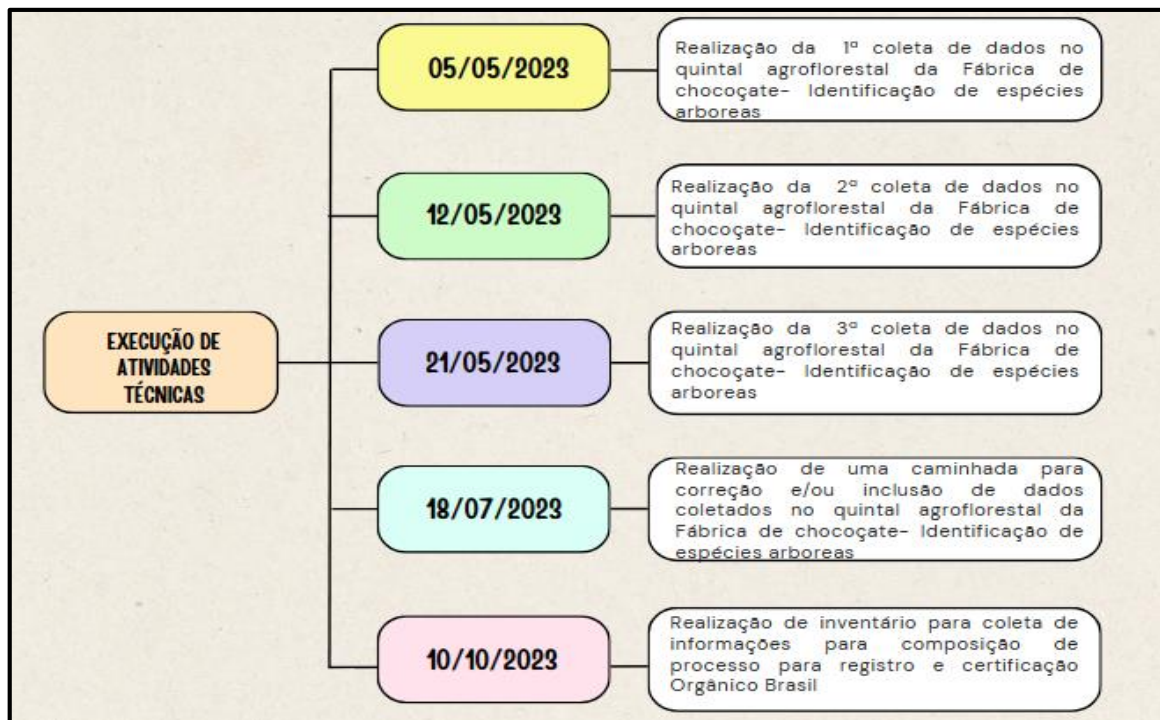 EXECUÇÃO DE
ATIVIDADES
TÉCNICAS
05/05/2023
Realização da 1ª coleta de dados no
quintal agroflorestal da Fábrica de
chocoçate- Identificação de espécies
arboreas
12/05/2023
Realização da 2ª coleta de dados no
quintal agroflorestal da Fábrica de
chocoçate- Identificação de espécies
arboreas
21/05/2023
Realização da 3ª coleta de dados no
quintal agroflorestal da Fábrica de
chocoçate- Identificação de espécies
arboreas
18/07/2023
Realização de uma caminhada para
correção e/ou inclusão de dados
coletados no quintal agroflorestal da
Fábrica de chocoçate- Identificação de
espécies arboreas
10/10/2023
Realização de inventário para coleta de
informações para composição de
processo para registro e certificação
Orgânico Brasil